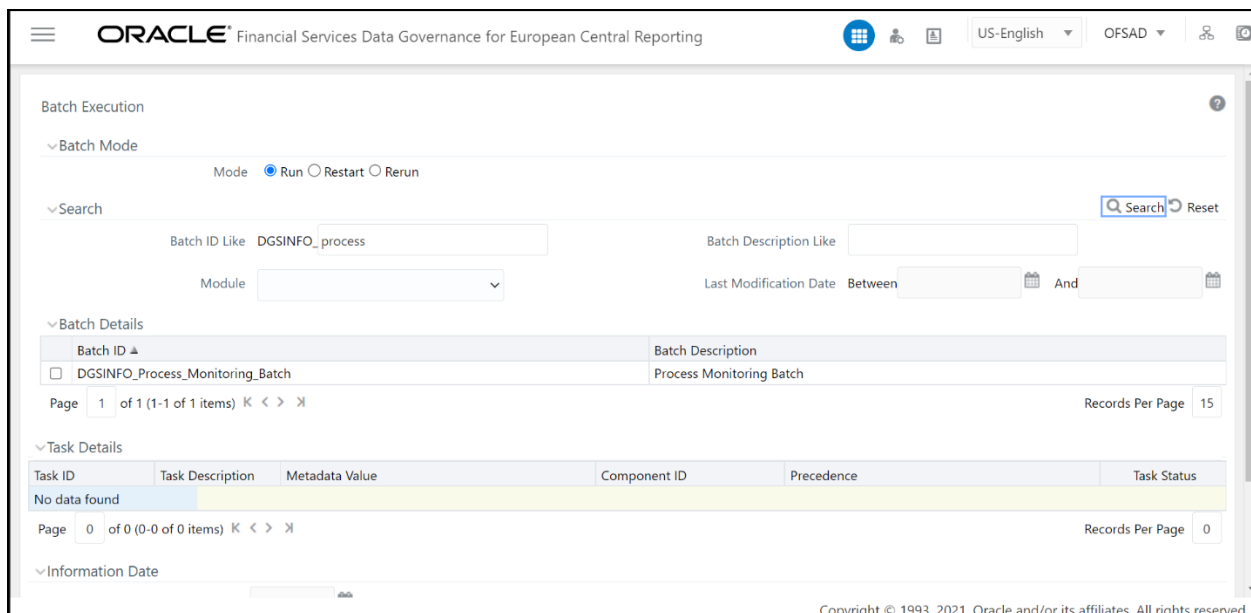 ORACLE® Financial Services Data Governance for European Central Reporting US-English OFSAD
Batch Execution
Batch Mode
Mode Run Restart Rerun
Search Search Reset
Batch ID Like DGSINFO_ process Batch Description Like
Module Last Modification Date Between And
Batch Details
Batch ID Batch Description
DGSINFO_Process_Monitoring_Batch Process Monitoring Batch
Page 1 of 1 (1-1 of 1 items) Records Per Page 15
Task Details
Task ID Task Description Metadata Value Component ID Precedence Task Status
No data found
Page 0 of 0 (0-0 of 0 items) Records Per Page 0
Information Date
Copyright © 1993, 2021, Oracle and/or its affiliates. All rights reserved